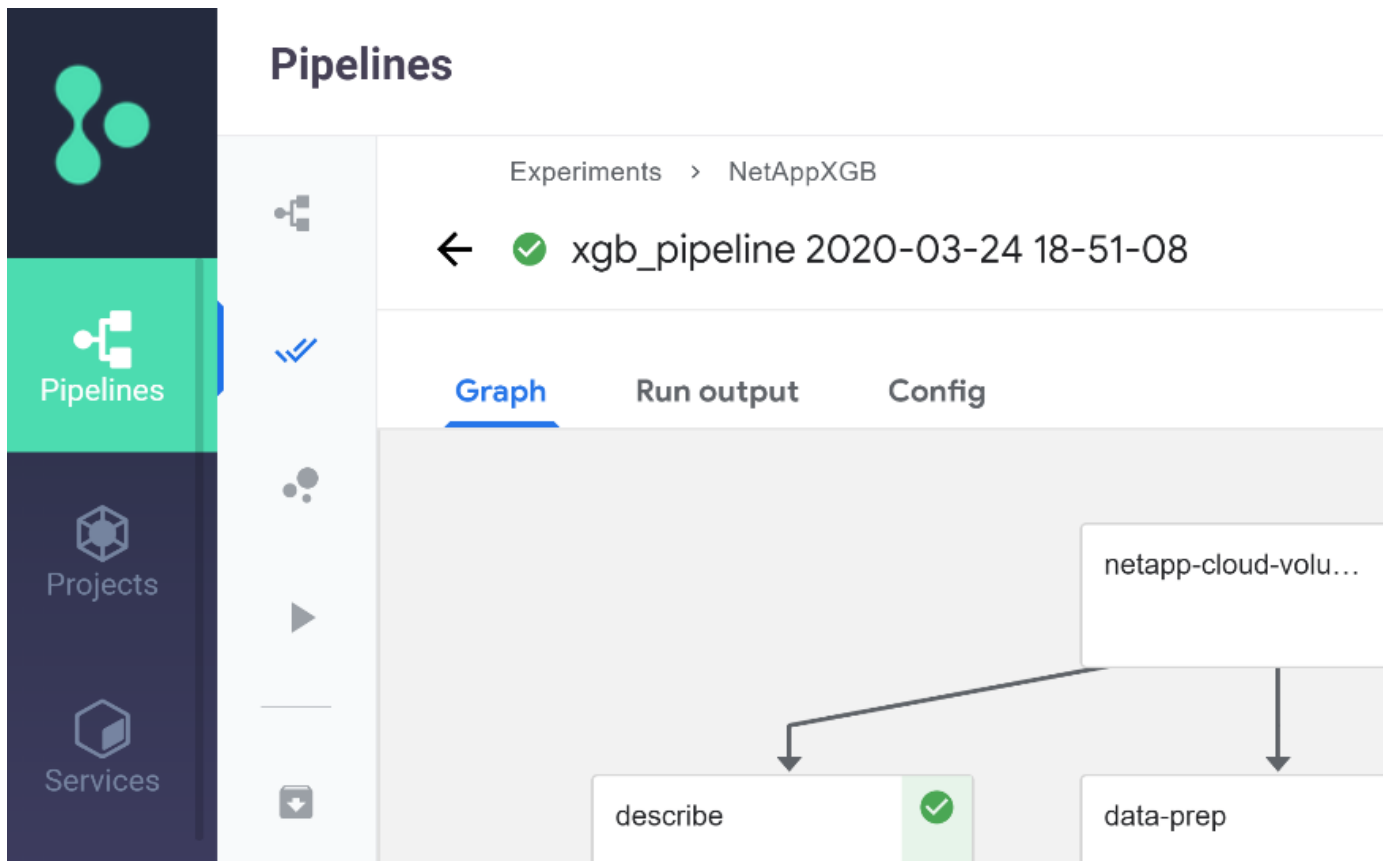 Pipelines
Experiments > NetAppXGB
xgb_pipeline 2020-03-24 18-51-08
Pipelines
Graph Run output Config
Projects
netapp-cloud-volu…
Services
describe
data-prep